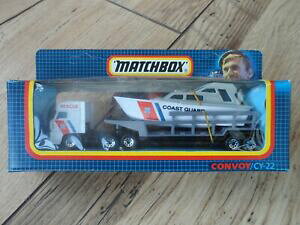 MATCHBOX
RESCUE
COAST GUARD
CONVOY/CY-22